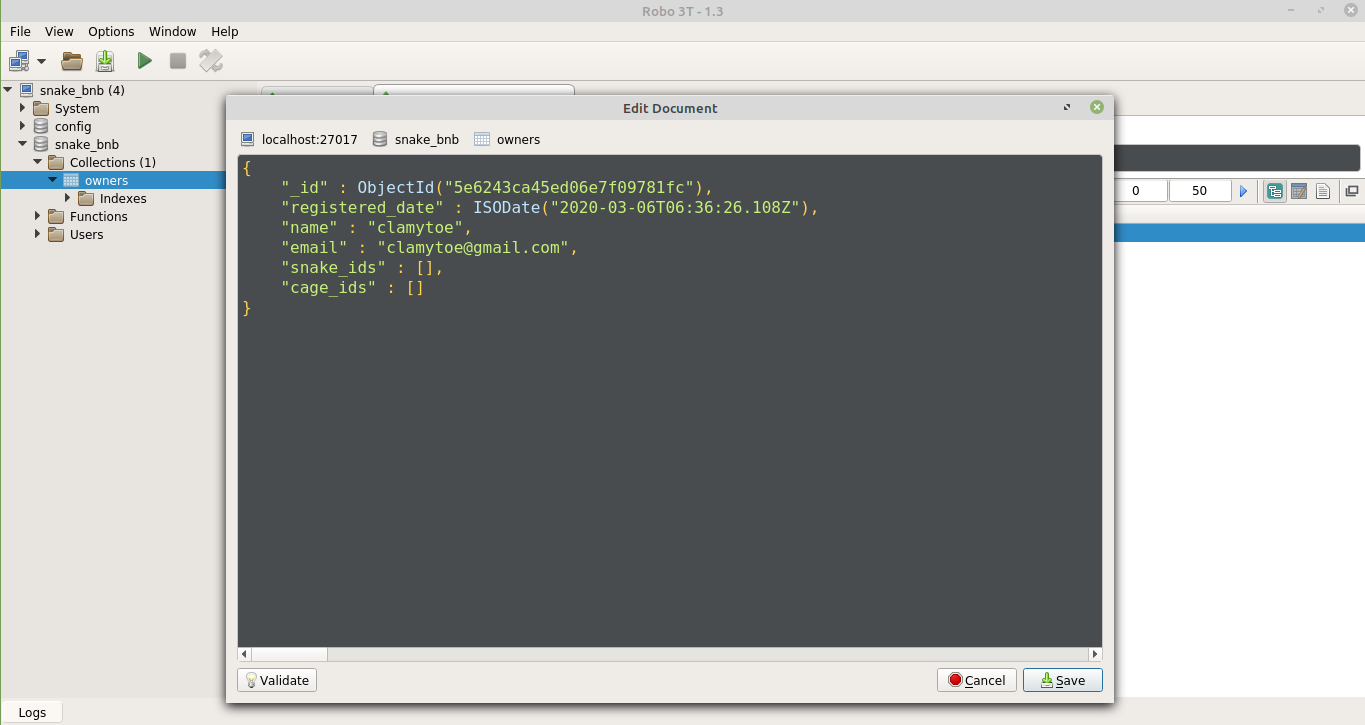 Robo 3T - 1.3
File View Options Window Help
snake_bnb (4)
System
config
snake_bnb
Collections (1)
owners
Indexes
Functions
Users
Edit Document
localhost:27017 snake_bnb owners
{
"_id" : ObjectId("5e6243ca45ed06e7f09781fc"),
"registered_date" : ISODate("2020-03-06T06:36:26.108Z"),
"name" : "clamytoe",
"email" : "clamytoe@gmail.com",
"snake_ids" : [],
"cage_ids" : []
}
0 50
Validate Cancel Save
Logs